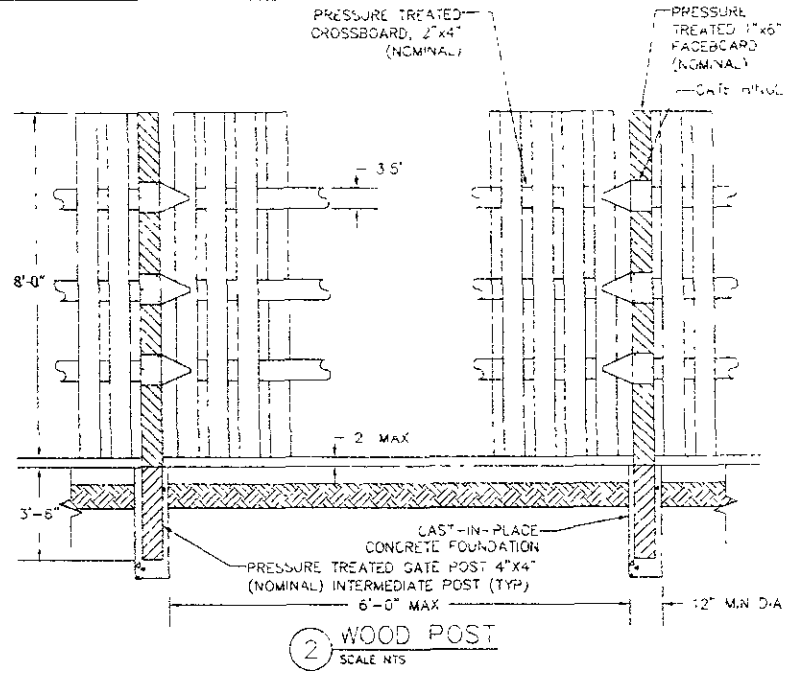 PRESSURE TREATED
CROSSBOARD, 2"x4"
(NOMINAL)
PRESSURE
TREATED 1"x6"
FACEBOARD
(NOMINAL)
GATE HINGE
3.5"
8'-0"
2" MAX
3'-6"
CAST-IN-PLACE
CONCRETE FOUNDATION
PRESSURE TREATED GATE POST 4"x4"
(NOMINAL) INTERMEDIATE POST (TYP)
6'-0" MAX
12" MIN DIA
2 WOOD POST
SCALE NTS